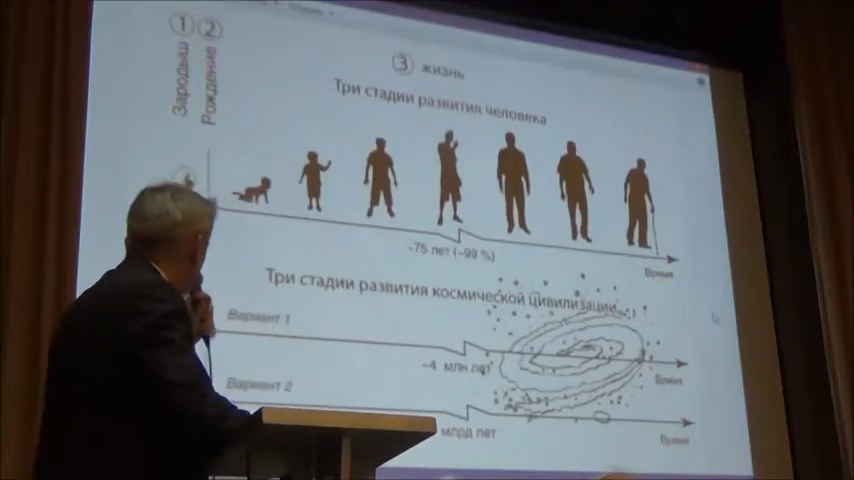 1 2
Зародыш
Рождение
3 жизнь
Три стадии развития человека
~75 лет (~99 %)
Время
Три стадии развития космической цивилизации
Вариант 1
~4 млн лет
Время
Вариант 2
млрд лет
Время